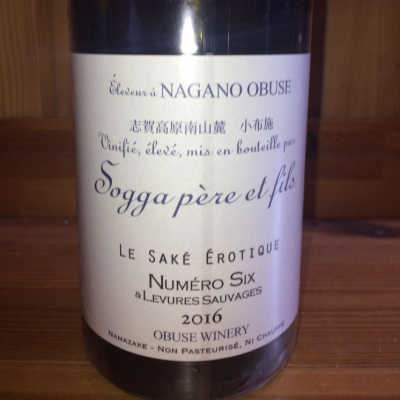 Éleveur à NAGANO OBUSE
志賀高原南山麓 小布施
Vinifié, élevé, mis en bouteille par
Sogga père et fils
LE SAKÉ ÉROTIQUE
NUMÉRO SIX
& LEVURES SAUVAGES
2016
OBUSE WINERY
NAMAZAKE - NON PASTEURISÉ, NI CHAUFFÉ